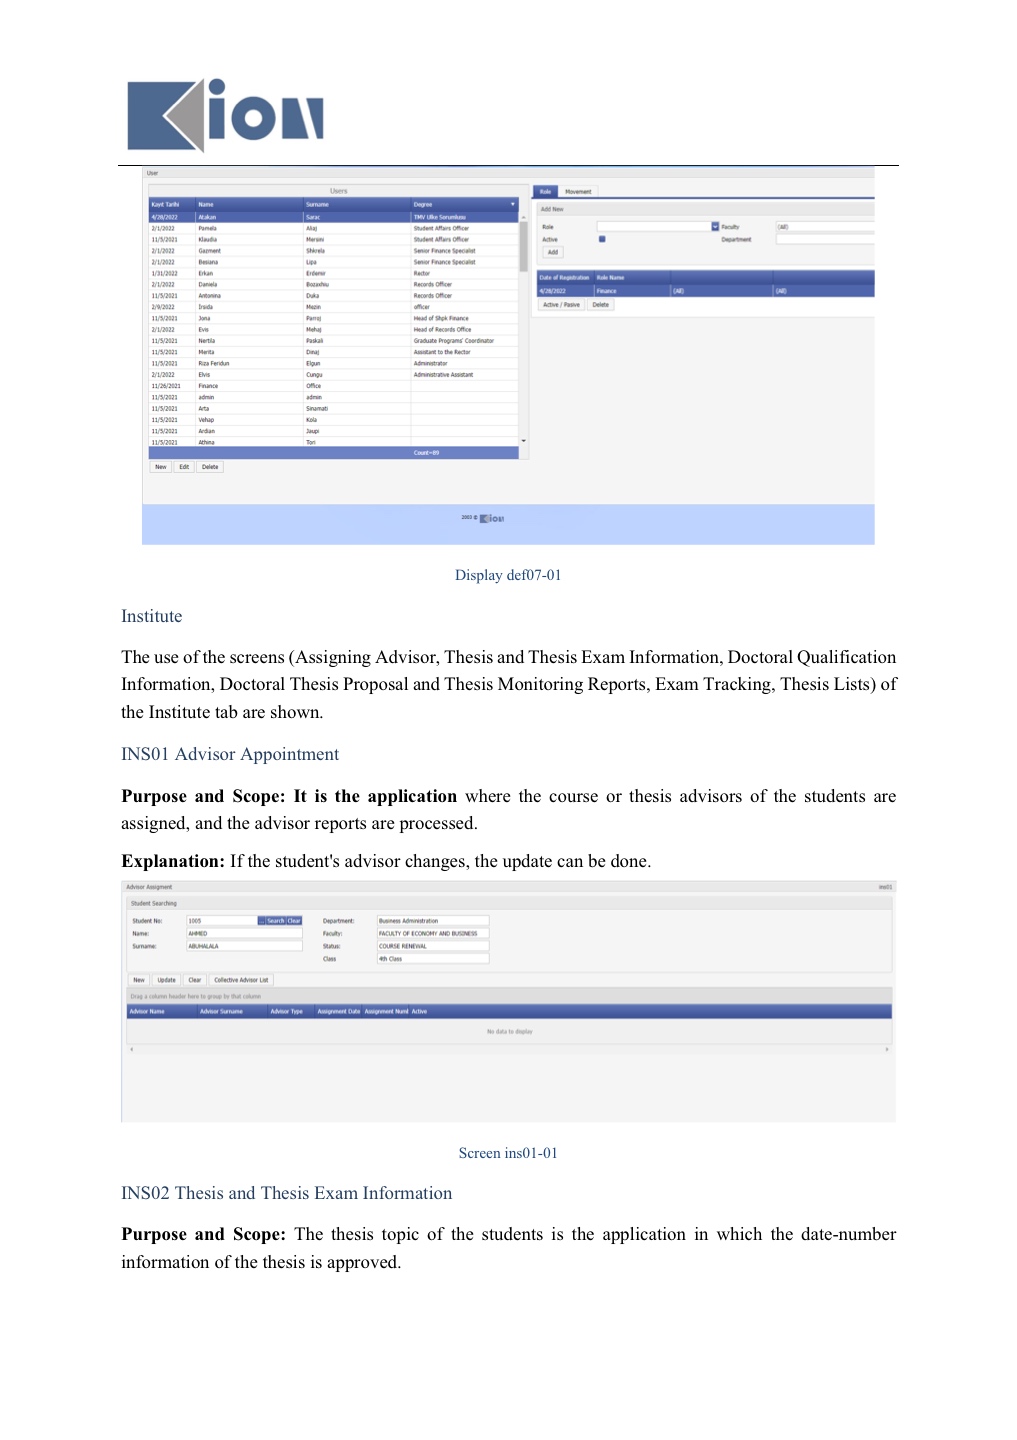 Kion
User
Users
Kayıt Tarihi Name Surname Degree
4/28/2022 Atakan Sarac TMV Ulke Sorumlusu
2/1/2022 Pamela Aliaj Student Affairs Officer
11/5/2021 Klaudia Mersini Student Affairs Officer
2/1/2022 Gazment Shkrela Senior Finance Specialist
2/1/2022 Besiana Lipa Senior Finance Specialist
1/31/2022 Erkan Erdemir Rector
2/1/2022 Daniela Bozaxhiu Records Officer
11/5/2021 Antonina Duka Records Officer
2/9/2022 Iroida Mezin officer
11/5/2021 Jona Parruj Head of Shpk Finance
2/1/2022 Evis Mehaj Head of Records Office
11/5/2021 Nertila Paskali Graduate Programs' Coordinator
11/5/2021 Marita Dinaj Assistant to the Rector
11/5/2021 Riza Feridun Elgun Administrator
2/1/2022 Elvis Cungu Administrative Assistant
11/26/2021 Finance Office
11/5/2021 admin admin
11/5/2021 Arta Sinamati
11/5/2021 Vehap Kola
11/5/2021 Ardian Jaupi
11/5/2021 Athina Tori
Count=89
New Edit Delete
Role Movement
Add New
Role Faculty (All)
Active Department
Add
Date of Registration Role Name
4/28/2022 Finance (All) (All)
Active / Pasive Delete
2003 © Kion
Display def07-01
Institute
The use of the screens (Assigning Advisor, Thesis and Thesis Exam Information, Doctoral Qualification
Information, Doctoral Thesis Proposal and Thesis Monitoring Reports, Exam Tracking, Thesis Lists) of
the Institute tab are shown.
INS01 Advisor Appointment
Purpose and Scope: It is the application where the course or thesis advisors of the students are
assigned, and the advisor reports are processed.
Explanation: If the student's advisor changes, the update can be done.
Advisor Assigment ins01
Student Searching
Student No: 1005 ... Search Clear Department: Business Administration
Name: AHMED Faculty: FACULTY OF ECONOMY AND BUSINESS
Surname: ABUHALALA Status: COURSE RENEWAL
Class 4th Class
New Update Clear Collective Advisor List
Drag a column header here to group by that column
Advisor Name Advisor Surname Advisor Type Assignment Date Assignment Numl Active
No data to display
Screen ins01-01
INS02 Thesis and Thesis Exam Information
Purpose and Scope: The thesis topic of the students is the application in which the date-number
information of the thesis is approved.